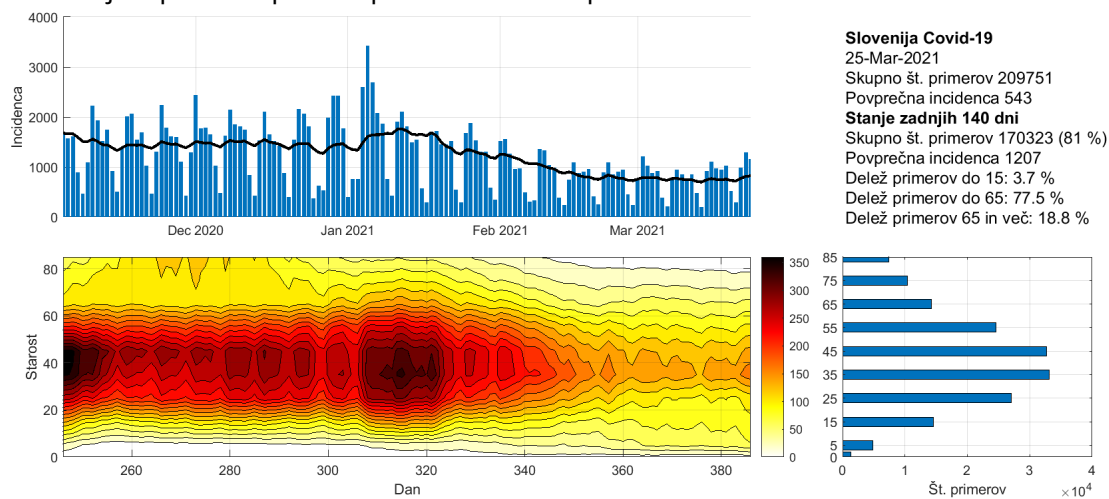 4000
3000
2000
1000
0
Incidenca
Dec 2020
Jan 2021
Feb 2021
Mar 2021
Slovenija Covid-19
25-Mar-2021
Skupno št. primerov 209751
Povprečna incidenca 543
Stanje zadnjih 140 dni
Skupno št. primerov 170323 (81 %)
Povprečna incidenca 1207
Delež primerov do 15: 3.7 %
Delež primerov do 65: 77.5 %
Delež primerov 65 in več: 18.8 %
80
60
40
20
0
Starost
260
280
300
320
340
360
380
Dan
350
300
250
200
150
100
50
0
85
75
65
55
45
35
25
15
5
0
0
1
2
3
4
×10⁴
Št. primerov